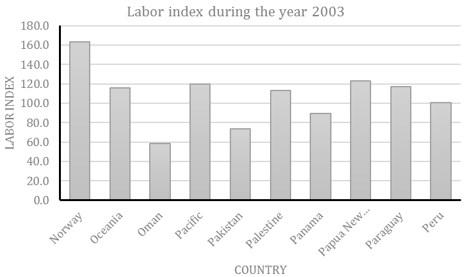 Labor index during the year 2003
LABOR INDEX
180.0
160.0
140.0
120.0
100.0
80.0
60.0
40.0
20.0
0.0
Norway
Oceania
Oman
Pacific
Pakistan
Palestine
Panama
Papua New...
Paraguay
Peru
COUNTRY